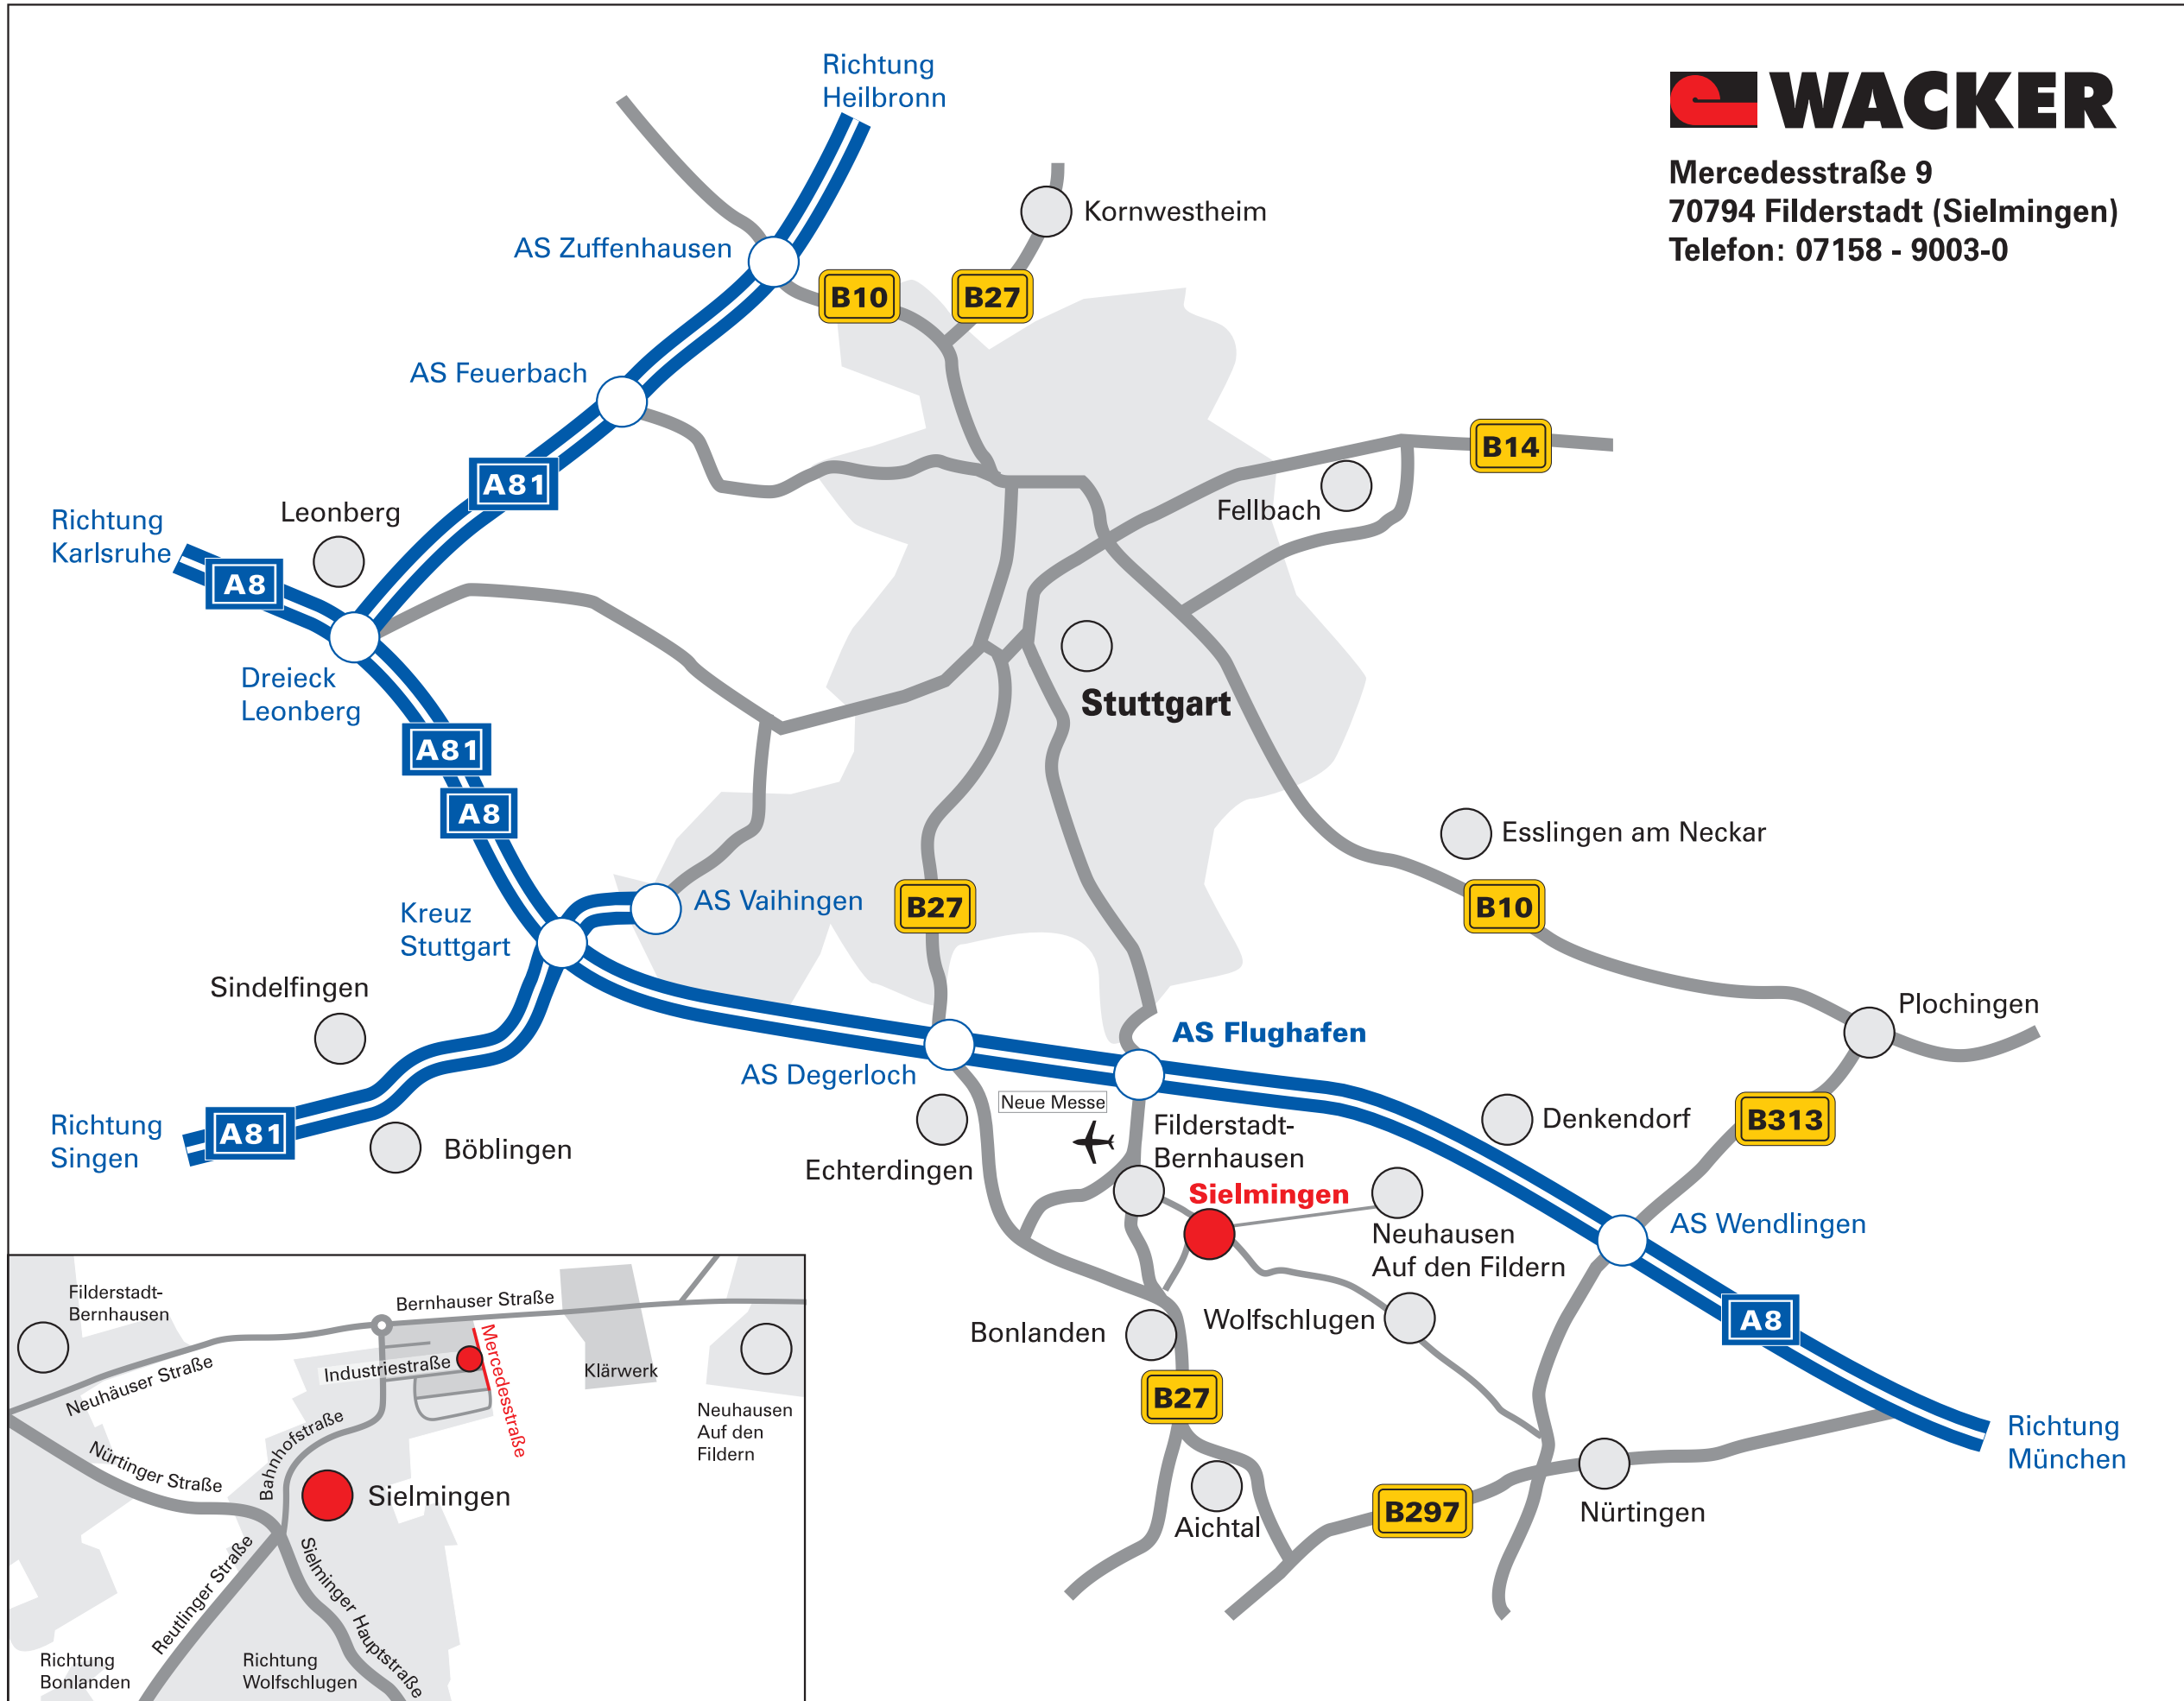 Richtung
Heilbronn
WACKER
Mercedesstraße 9
70794 Filderstadt (Sielmingen)
Telefon: 07158 - 9003-0
Kornwestheim
AS Zuffenhausen
B10
B27
AS Feuerbach
B14
A81
Leonberg
Fellbach
Richtung
Karlsruhe
A8
Dreieck
Leonberg
Stuttgart
A81
A8
Esslingen am Neckar
AS Vaihingen
B27
B10
Kreuz
Stuttgart
Sindelfingen
Plochingen
AS Flughafen
AS Degerloch
Neue Messe
Denkendorf
B313
Richtung
Singen
A81
Böblingen
Echterdingen
Filderstadt-
Bernhausen
Sielmingen
Neuhausen
Auf den Fildern
AS Wendlingen
Bonlanden
Wolfschlugen
A8
B27
Richtung
München
Aichtal
B297
Nürtingen
Filderstadt-
Bernhausen
Bernhauser Straße
Neuhäuser Straße
Industriestraße
Mercedesstraße
Klärwerk
Neuhausen
Auf den
Fildern
Nürtinger Straße
Bahnhofstraße
Sielmingen
Reutlinger Straße
Sielminger Hauptstraße
Richtung
Bonlanden
Richtung
Wolfschlugen